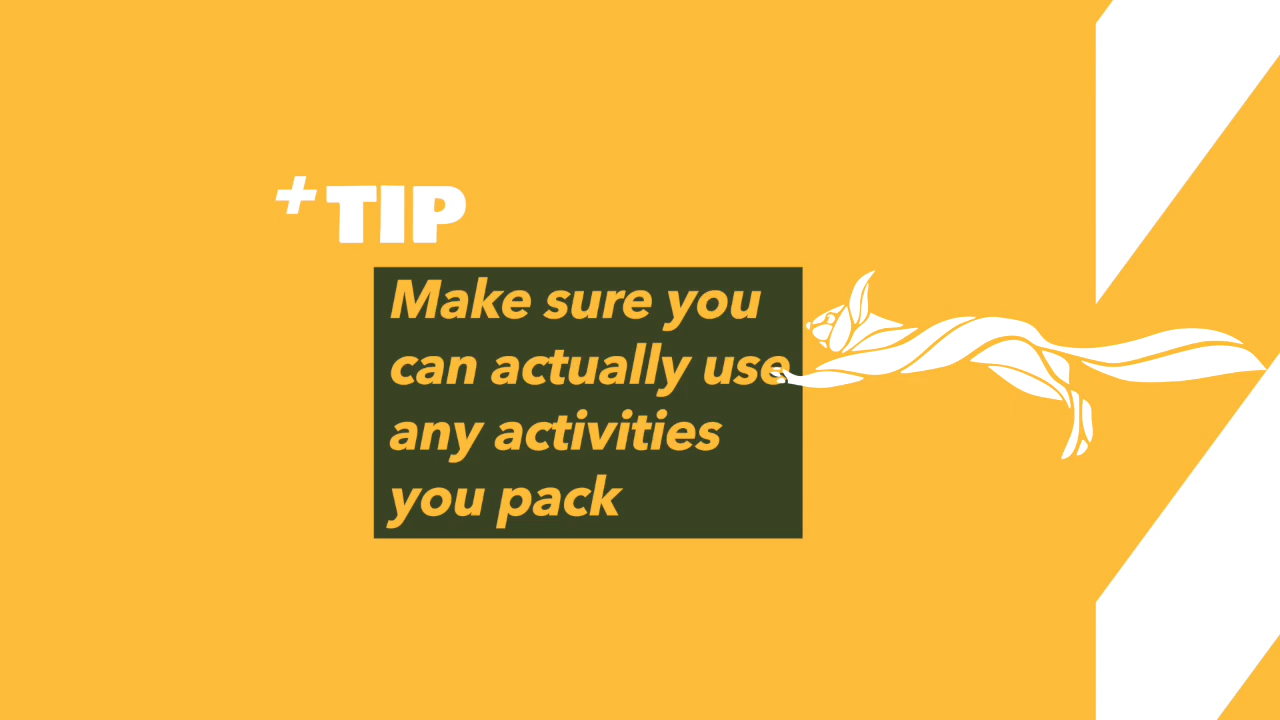 +TIP
Make sure you
can actually use
any activities
you pack